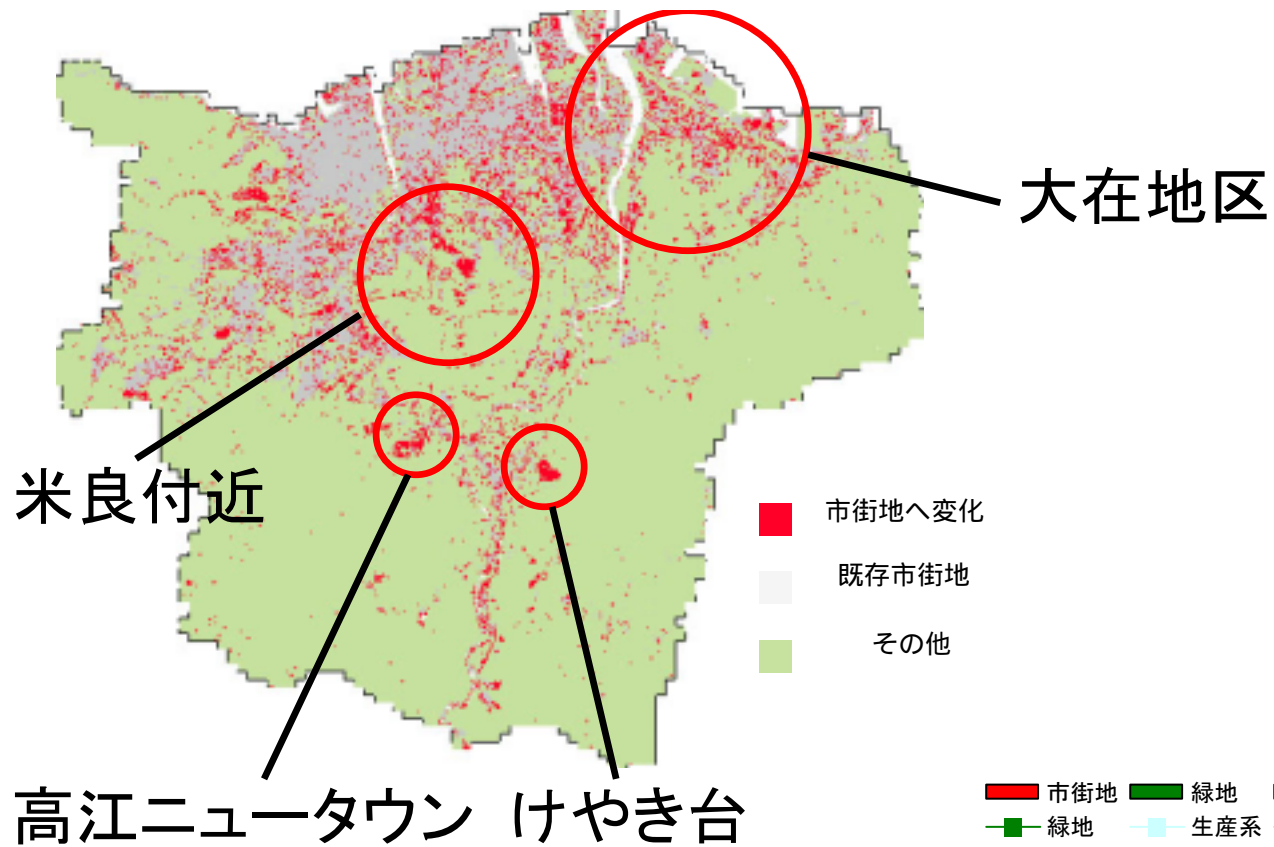 大在地区
米良付近
市街地へ変化
既存市街地
その他
高江ニュータウン けやき台
市街地 緑地
緑地 生産系